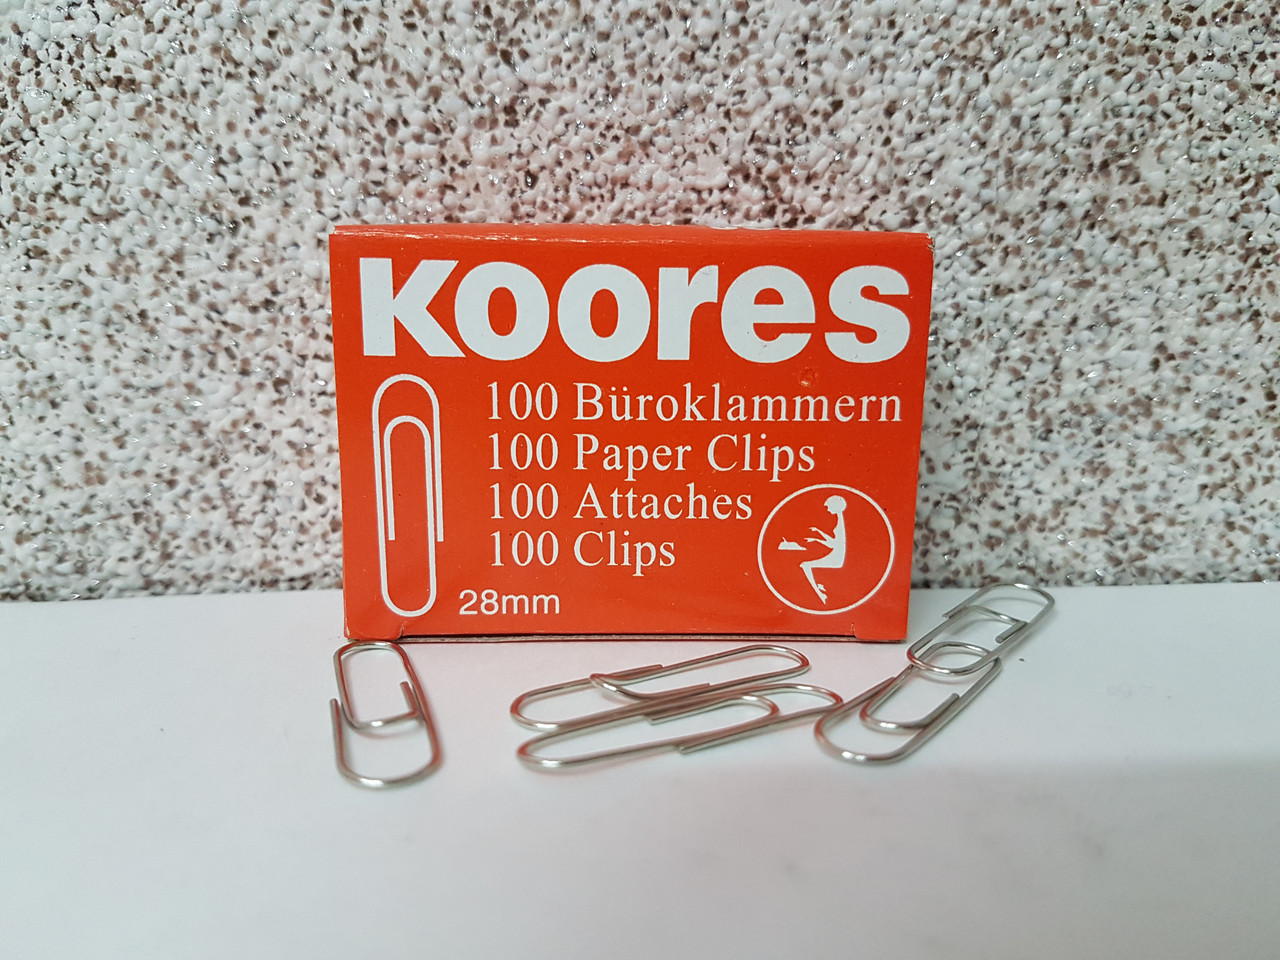 KOORES
100 Büroklammern
100 Paper Clips
100 Attaches
100 Clips
28mm